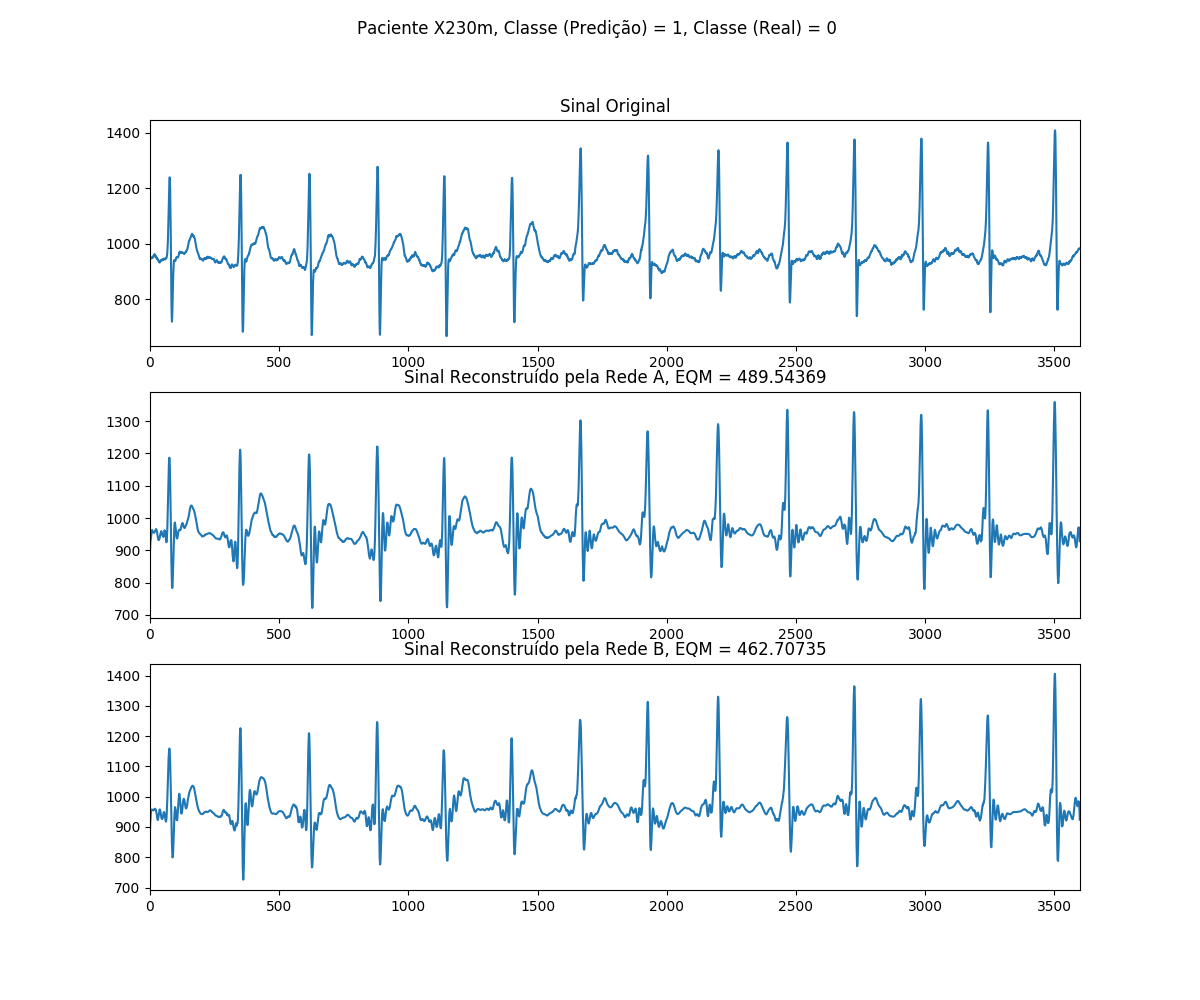 Paciente X230m, Classe (Predição) = 1, Classe (Real) = 0
Sinal Original
1400
1200
1000
800
0 500 1000 1500 2000 2500 3000 3500
Sinal Reconstruído pela Rede A, EQM = 489.54369
1300
1200
1100
1000
900
800
700
0 500 1000 1500 2000 2500 3000 3500
Sinal Reconstruído pela Rede B, EQM = 462.70735
1400
1300
1200
1100
1000
900
800
700
0 500 1000 1500 2000 2500 3000 3500